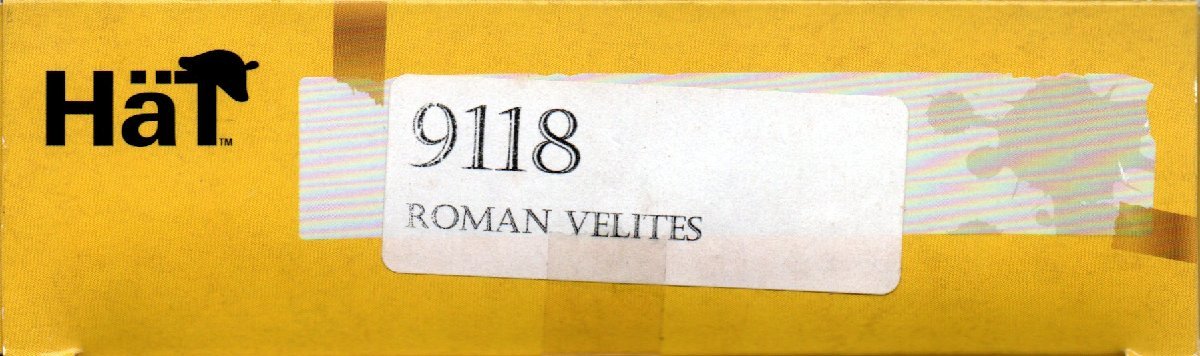 HäT™
9118
ROMAN VELITES